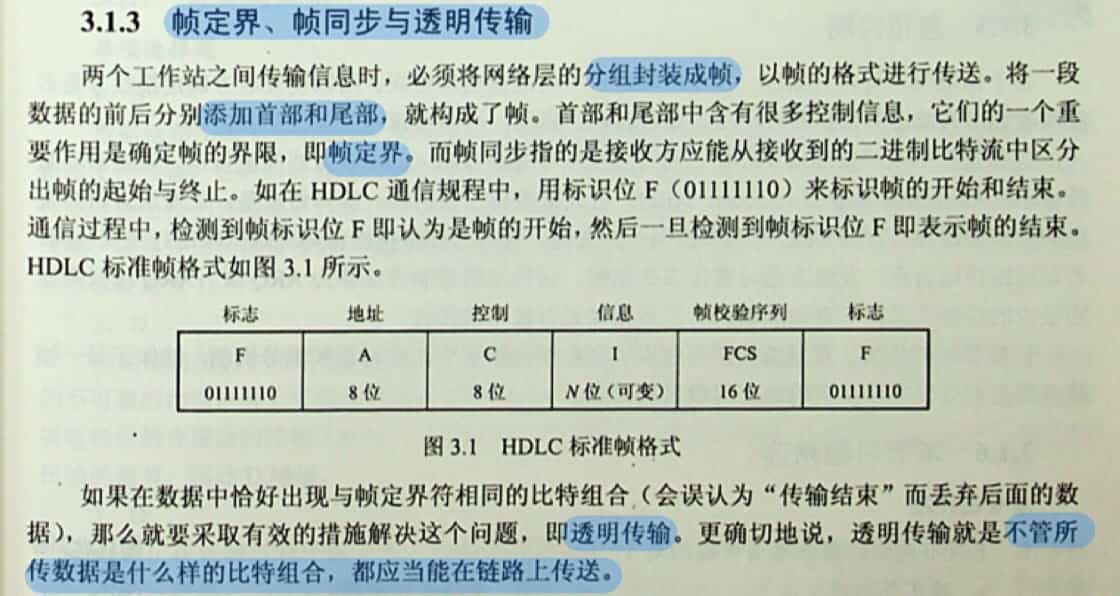 3.1.3 帧定界、帧同步与透明传输
两个工作站之间传输信息时，必须将网络层的分组封装成帧，以帧的格式进行传送。将一段
数据的前后分别添加首部和尾部，就构成了帧。首部和尾部中含有很多控制信息，它们的一个重
要作用是确定帧的界限，即帧定界。而帧同步指的是接收方应能从接收到的二进制比特流中区分
出帧的起始与终止。如在 HDLC 通信规程中，用标识位 F（01111110）来标识帧的开始和结束。
通信过程中，检测到帧标识位 F 即认为是帧的开始，然后一旦检测到帧标识位 F 即表示帧的结束。
HDLC 标准帧格式如图 3.1 所示。
标志 地址 控制 信息 帧校验序列 标志
F A C I FCS F
01111110 8 位 8 位 N 位（可变） 16 位 01111110
图 3.1 HDLC 标准帧格式
如果在数据中恰好出现与帧定界符相同的比特组合（会误认为“传输结束”而丢弃后面的数
据），那么就要采取有效的措施解决这个问题，即透明传输。更确切地说，透明传输就是不管所
传数据是什么样的比特组合，都应当能在链路上传送。